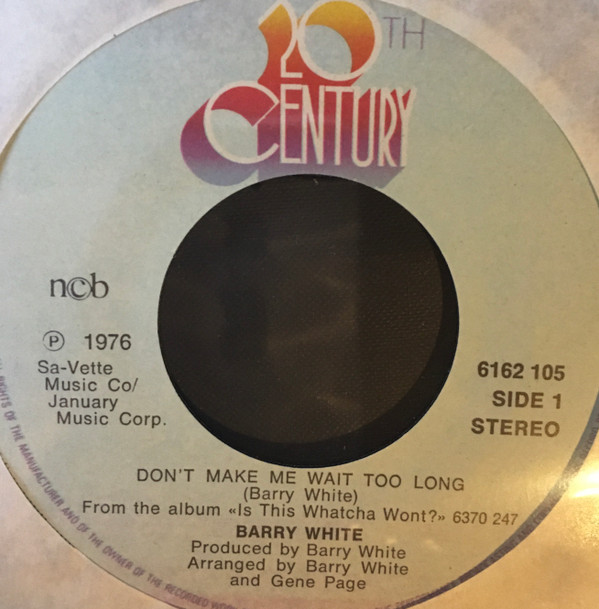 20TH
CENTURY
ncb
℗ 1976
Sa-Vette
Music Co/
January
Music Corp.
6162 105
SIDE 1
STEREO
DON'T MAKE ME WAIT TOO LONG
(Barry White)
From the album «Is This Whatcha Wont?» 6370 247
BARRY WHITE
Produced by Barry White
Arranged by Barry White
and Gene Page
RIGHTS OF THE MANUFACTURER AND OF THE OWNER OF THE RECORDED